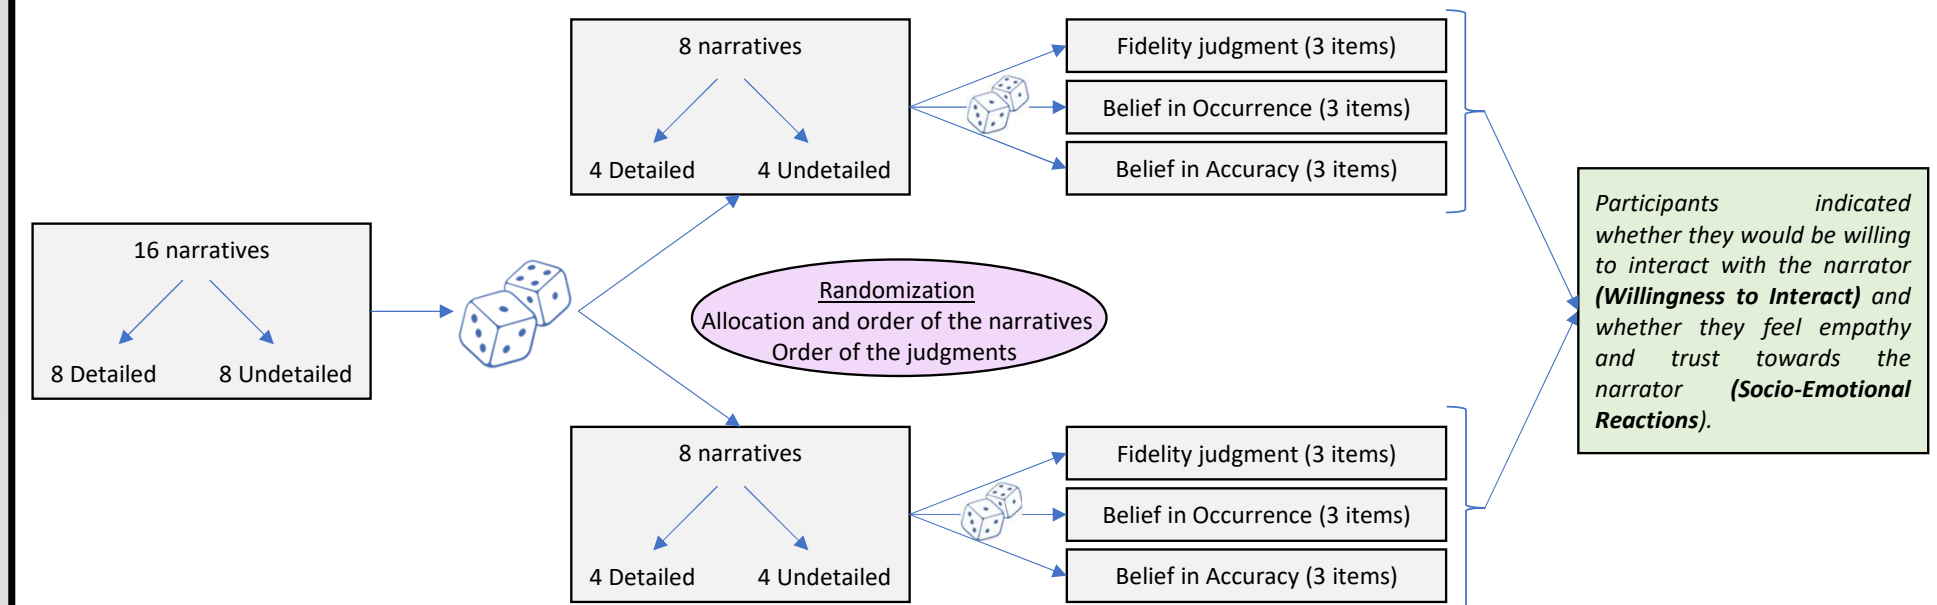 16 narratives
8 Detailed
8 Undetailed
8 narratives
4 Detailed
4 Undetailed
Fidelity judgment (3 items)
Belief in Occurrence (3 items)
Belief in Accuracy (3 items)
Randomization
Allocation and order of the narratives
Order of the judgments
8 narratives
4 Detailed
4 Undetailed
Fidelity judgment (3 items)
Belief in Occurrence (3 items)
Belief in Accuracy (3 items)
Participants indicated
whether they would be willing
to interact with the narrator
(Willingness to Interact) and
whether they feel empathy
and trust towards the
narrator (Socio-Emotional
Reactions).